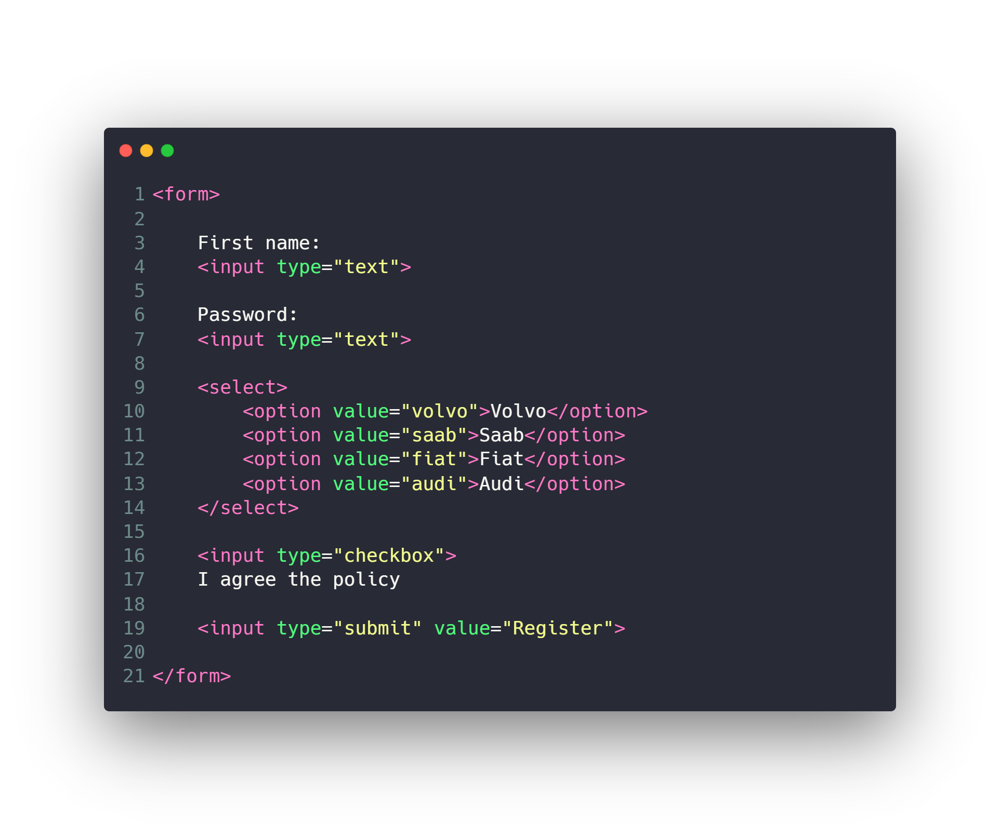 1 <form>
2
3     First name:
4     <input type="text">
5
6     Password:
7     <input type="text">
8
9     <select>
10         <option value="volvo">Volvo</option>
11         <option value="saab">Saab</option>
12         <option value="fiat">Fiat</option>
13         <option value="audi">Audi</option>
14     </select>
15
16     <input type="checkbox">
17     I agree the policy
18
19     <input type="submit" value="Register">
20
21 </form>